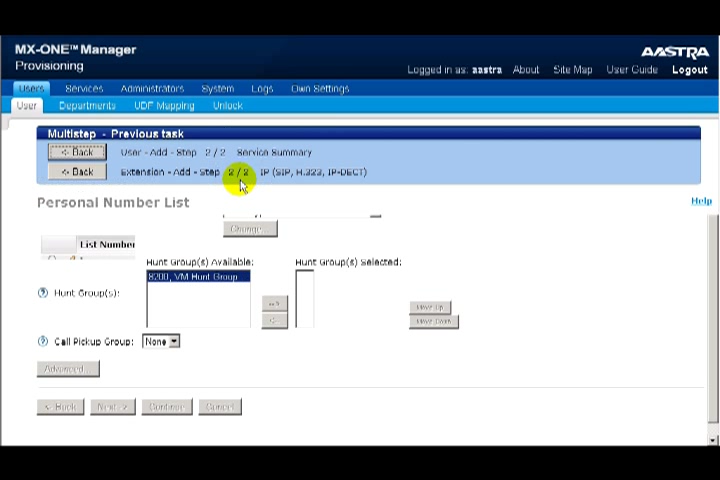 MX-ONE™ Manager
Provisioning
AASTRA
Logged in as: aastra About Site Map User Guide Logout
Users Services Administrators System Logs Own Settings
User Departments UDF Mapping Unlock
Multistep - Previous task
<- Back User - Add - Step 2 / 2 Service Summary
<- Back Extension - Add - Step 2 / 2 IP (SIP, H.323, IP-DECT)
Personal Number List
Help
Change...
List Number
Hunt Group(s) Available: Hunt Group(s) Selected:
8200, VM Hunt Group
Hunt Group(s):
Move Up
Move Down
Call Pickup Group: None
Advanced...
<- Back Next -> Continue Cancel